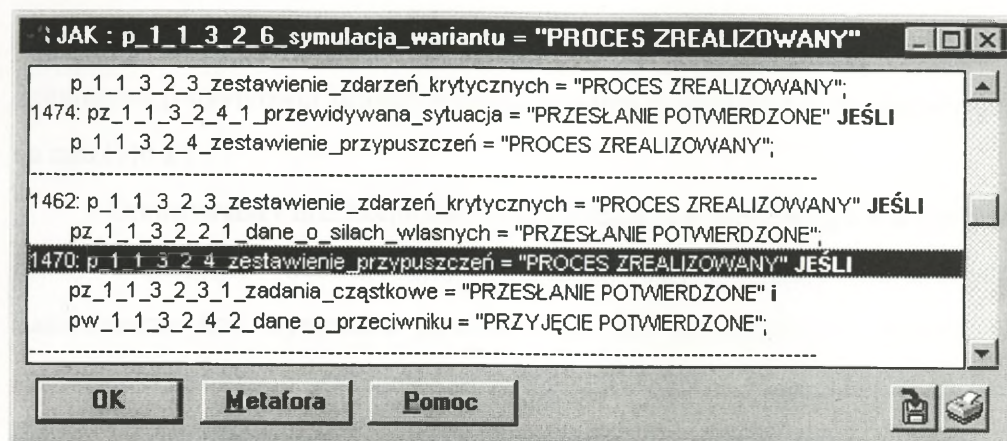 JAK : p_1_1_3_2_6_symulacja_wariantu = "PROCES ZREALIZOWANY"
p_1_1_3_2_3_zestawienie_zdarzeń_krytycznych = "PROCES ZREALIZOWANY";
1474: pz_1_1_3_2_4_1_przewidywana_sytuacja = "PRZESŁANIE POTWIERDZONE" JEŚLI
p_1_1_3_2_4_zestawienie_przypuszczeń = "PROCES ZREALIZOWANY";
1462: p_1_1_3_2_3_zestawienie_zdarzeń_krytycznych = "PROCES ZREALIZOWANY" JEŚLI
pz_1_1_3_2_2_1_dane_o_silach_wlasnych = "PRZESŁANIE POTWIERDZONE";
1470: p_1_1_3_2_4_zestawienie_przypuszczeń = "PROCES ZREALIZOWANY" JEŚLI
pz_1_1_3_2_3_1_zadania_cząstkowe = "PRZESŁANIE POTWIERDZONE" i
pw_1_1_3_2_4_2_dane_o_przeciwniku = "PRZYJĘCIE POTWIERDZONE";
OK Metafora Pomoc